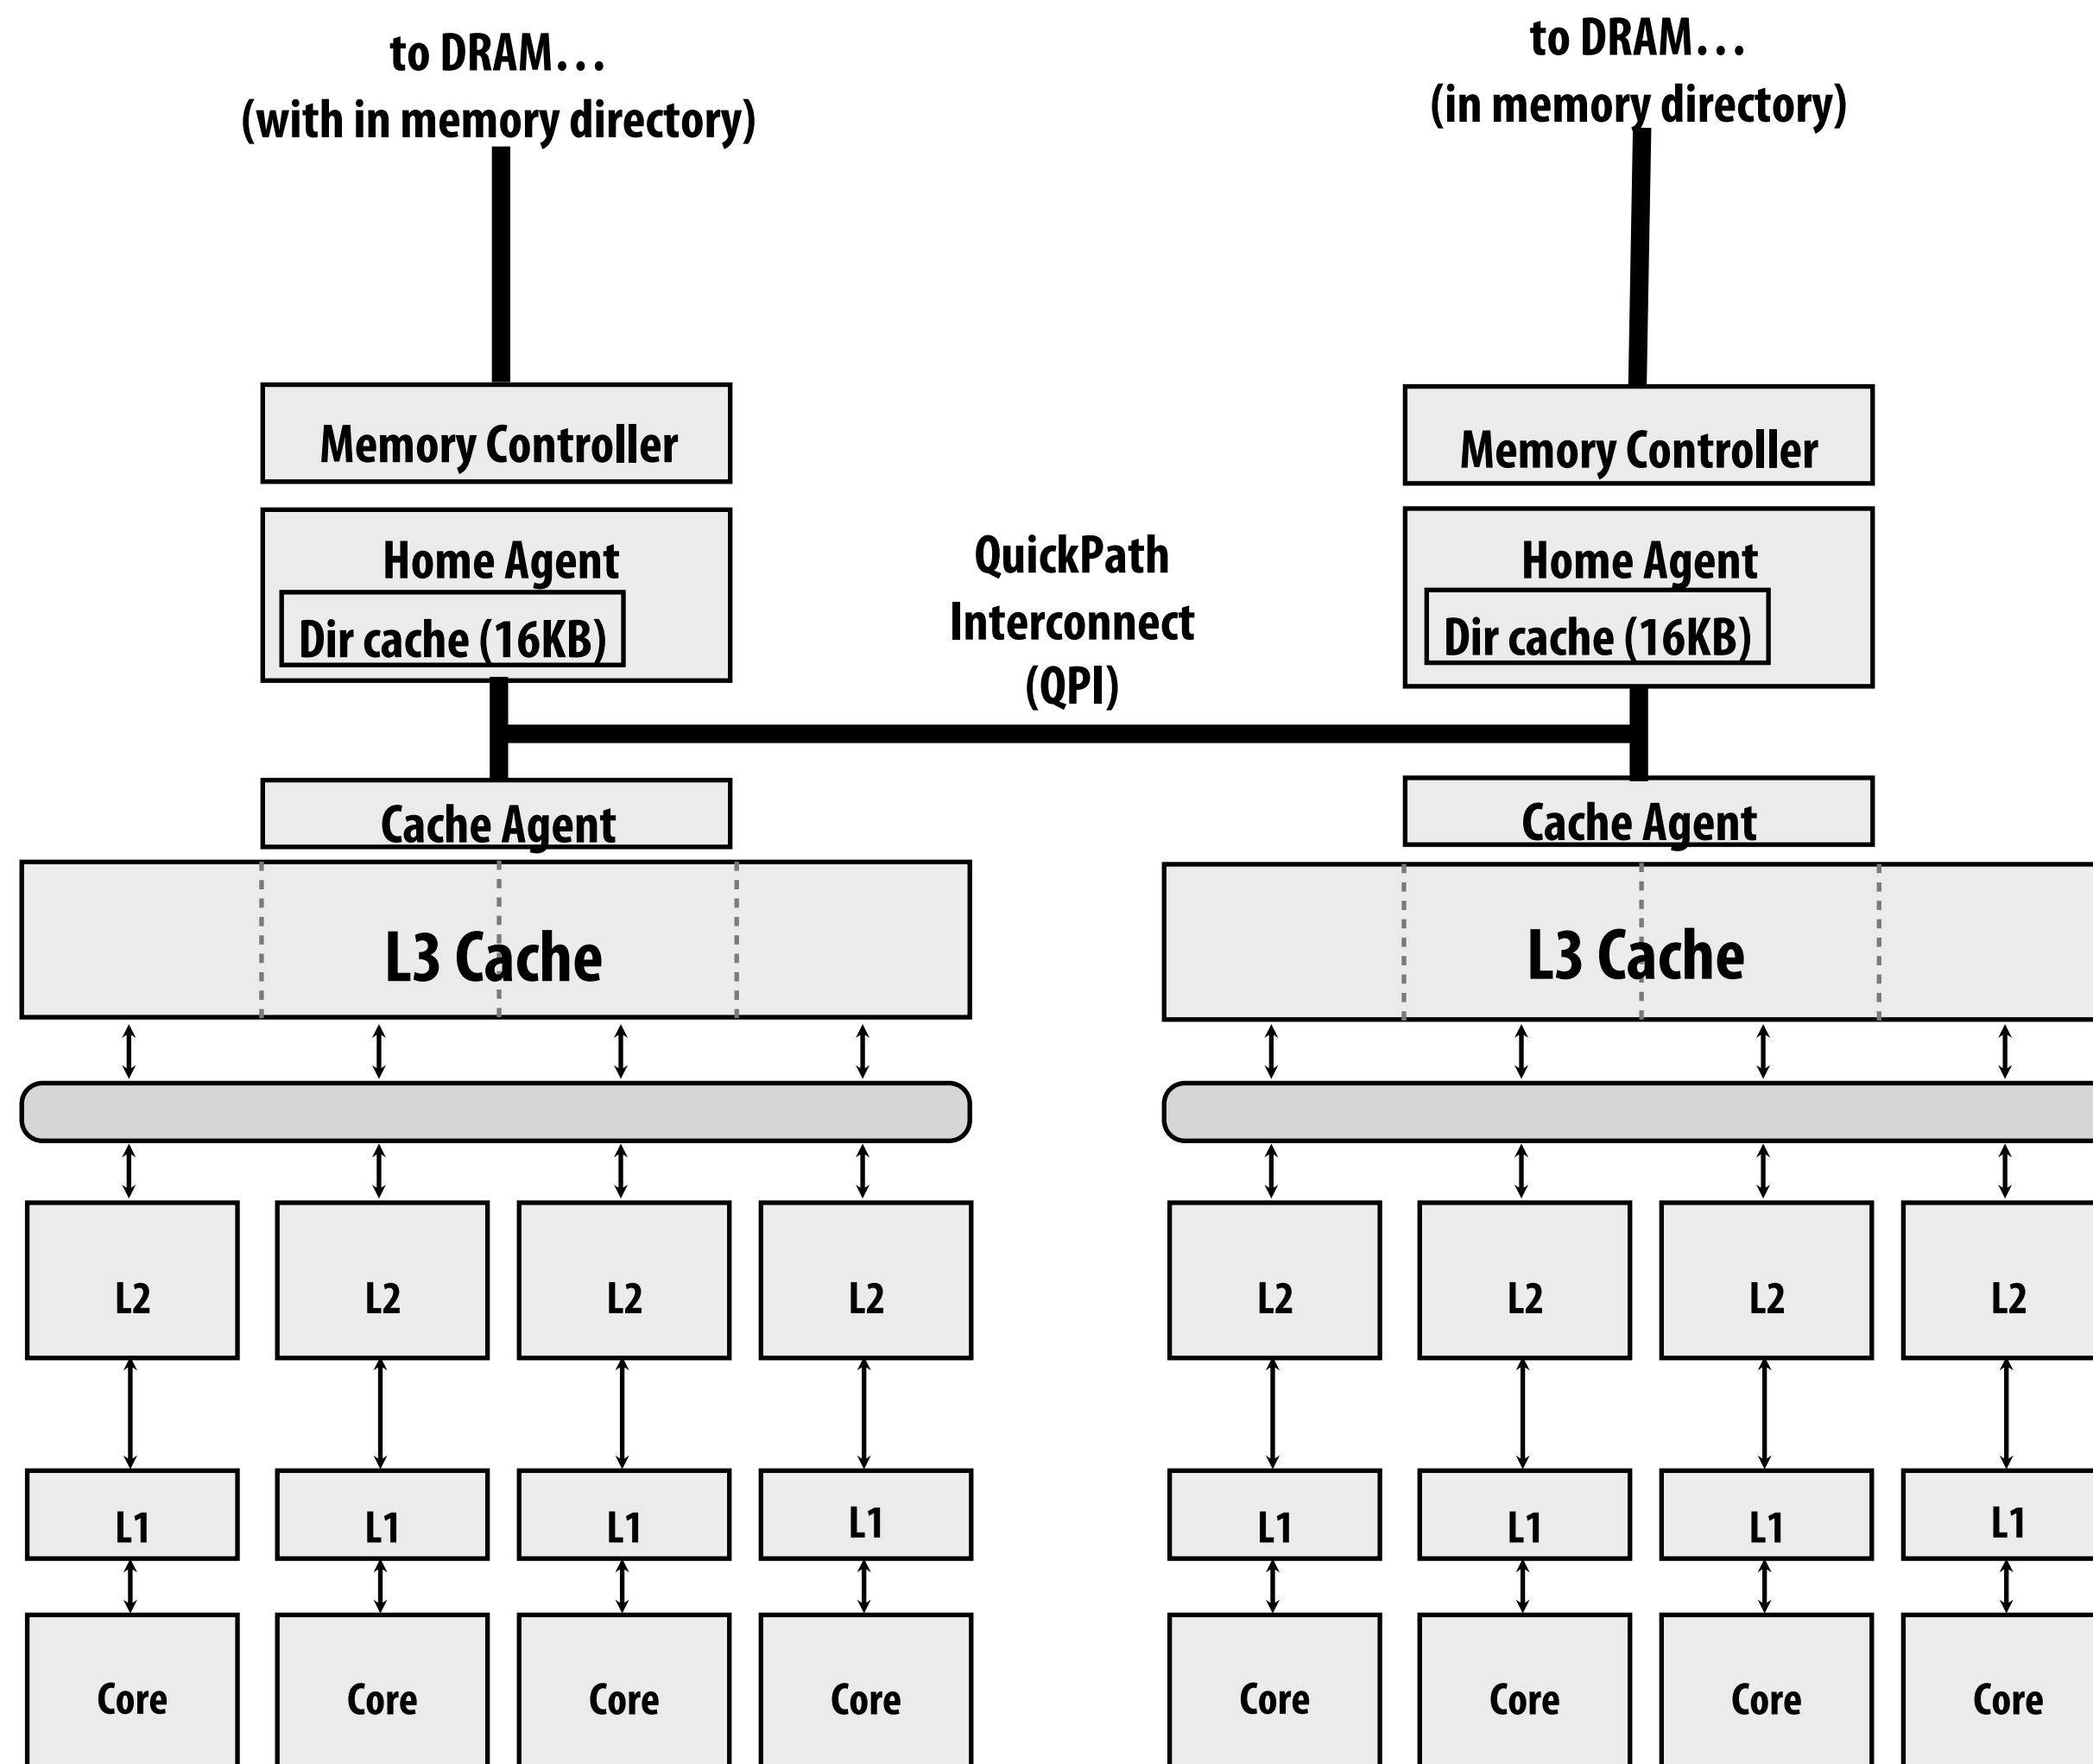 to DRAM...
(with in memory directory)
to DRAM...
(in memory directory)
Memory Controller
Memory Controller
Home Agent
Dir cache (16KB)
QuickPath
Interconnect
(QPI)
Home Agent
Dir cache (16KB)
Cache Agent
Cache Agent
L3 Cache
L3 Cache
L2 L2 L2 L2 L2 L2 L2 L2
L1 L1 L1 L1 L1 L1 L1 L1
Core Core Core Core Core Core Core Core